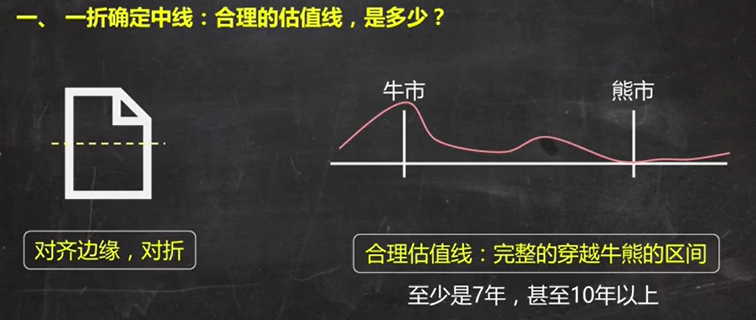 一、 一折确定中线：合理的估值线，是多少？
牛市
熊市
对齐边缘，对折
合理估值线：完整的穿越牛熊的区间
至少是7年，甚至10年以上